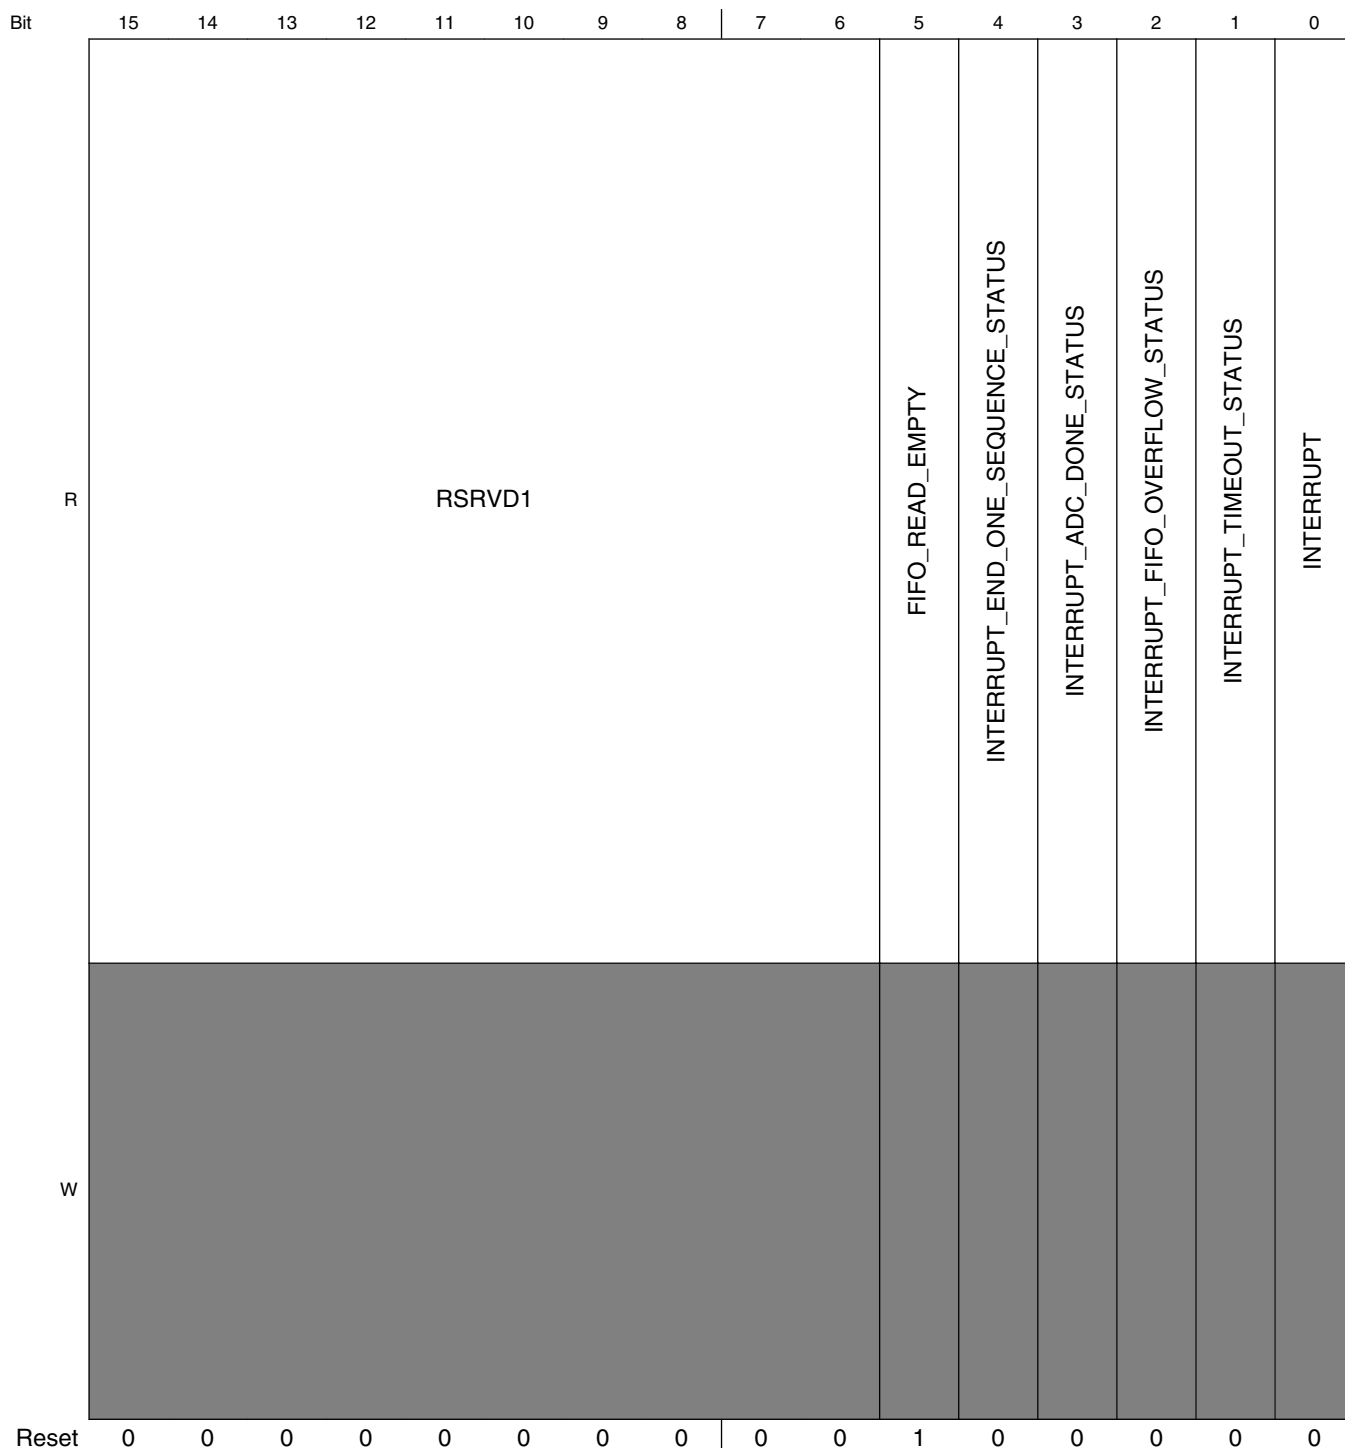 Bit 15 14 13 12 11 10 9 8 7 6 5 4 3 2 1 0
R RSRVD1 FIFO_READ_EMPTY INTERRUPT_END_ONE_SEQUENCE_STATUS INTERRUPT_ADC_DONE_STATUS INTERRUPT_FIFO_OVERFLOW_STATUS INTERRUPT_TIMEOUT_STATUS INTERRUPT
W
Reset 0 0 0 0 0 0 0 0 0 0 1 0 0 0 0 0